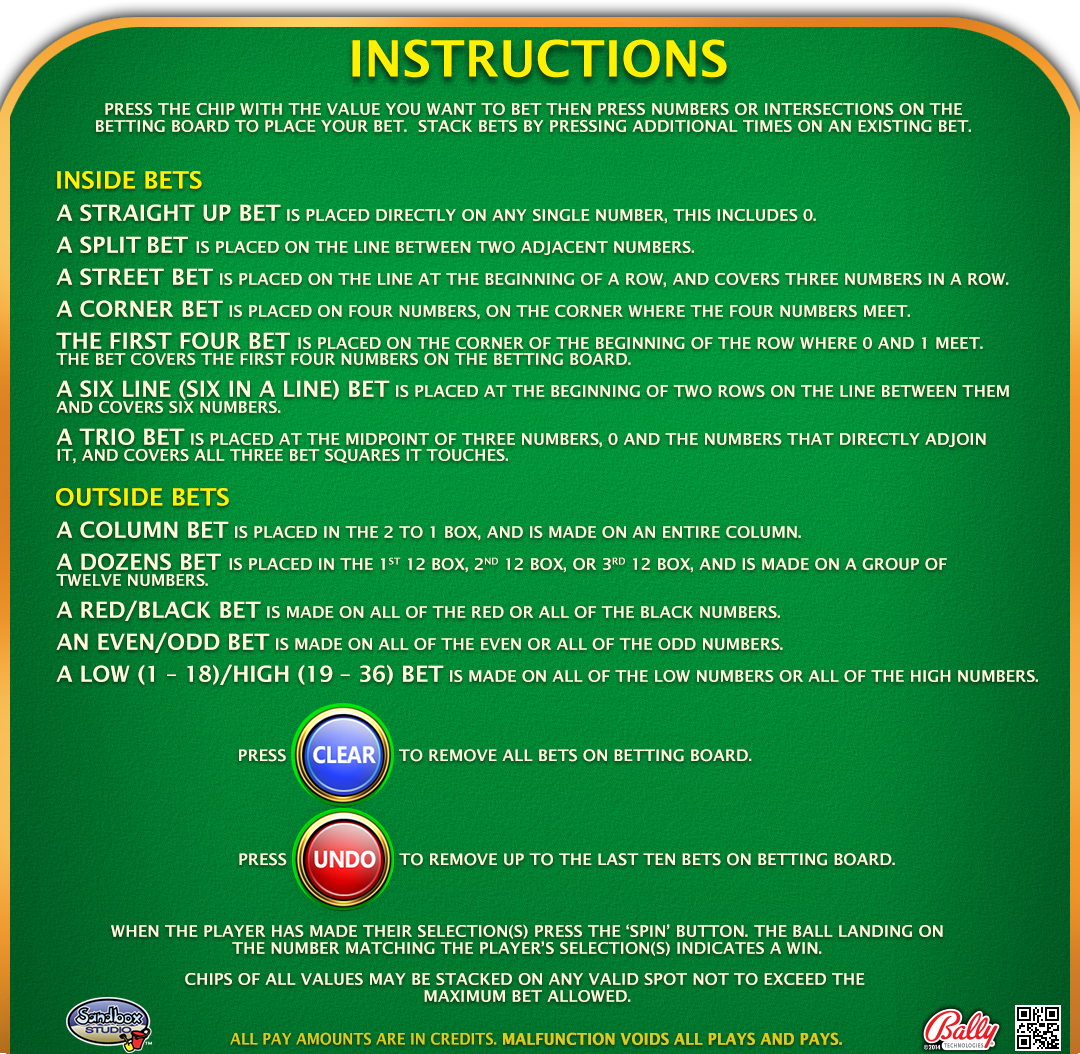 INSTRUCTIONS
PRESS THE CHIP WITH THE VALUE YOU WANT TO BET THEN PRESS NUMBERS OR INTERSECTIONS ON THE
BETTING BOARD TO PLACE YOUR BET. STACK BETS BY PRESSING ADDITIONAL TIMES ON AN EXISTING BET.
INSIDE BETS
A STRAIGHT UP BET IS PLACED DIRECTLY ON ANY SINGLE NUMBER, THIS INCLUDES 0.
A SPLIT BET IS PLACED ON THE LINE BETWEEN TWO ADJACENT NUMBERS.
A STREET BET IS PLACED ON THE LINE AT THE BEGINNING OF A ROW, AND COVERS THREE NUMBERS IN A ROW.
A CORNER BET IS PLACED ON FOUR NUMBERS, ON THE CORNER WHERE THE FOUR NUMBERS MEET.
THE FIRST FOUR BET IS PLACED ON THE CORNER OF THE BEGINNING OF THE ROW WHERE 0 AND 1 MEET.
THE BET COVERS THE FIRST FOUR NUMBERS ON THE BETTING BOARD.
A SIX LINE (SIX IN A LINE) BET IS PLACED AT THE BEGINNING OF TWO ROWS ON THE LINE BETWEEN THEM
AND COVERS SIX NUMBERS.
A TRIO BET IS PLACED AT THE MIDPOINT OF THREE NUMBERS, 0 AND THE NUMBERS THAT DIRECTLY ADJOIN
IT, AND COVERS ALL THREE BET SQUARES IT TOUCHES.
OUTSIDE BETS
A COLUMN BET IS PLACED IN THE 2 TO 1 BOX, AND IS MADE ON AN ENTIRE COLUMN.
A DOZENS BET IS PLACED IN THE 1ST 12 BOX, 2ND 12 BOX, OR 3RD 12 BOX, AND IS MADE ON A GROUP OF
TWELVE NUMBERS.
A RED/BLACK BET IS MADE ON ALL OF THE RED OR ALL OF THE BLACK NUMBERS.
AN EVEN/ODD BET IS MADE ON ALL OF THE EVEN OR ALL OF THE ODD NUMBERS.
A LOW (1 – 18)/HIGH (19 – 36) BET IS MADE ON ALL OF THE LOW NUMBERS OR ALL OF THE HIGH NUMBERS.
PRESS CLEAR TO REMOVE ALL BETS ON BETTING BOARD.
PRESS UNDO TO REMOVE UP TO THE LAST TEN BETS ON BETTING BOARD.
WHEN THE PLAYER HAS MADE THEIR SELECTION(S) PRESS THE ‘SPIN’ BUTTON. THE BALL LANDING ON
THE NUMBER MATCHING THE PLAYER’S SELECTION(S) INDICATES A WIN.
CHIPS OF ALL VALUES MAY BE STACKED ON ANY VALID SPOT NOT TO EXCEED THE
MAXIMUM BET ALLOWED.
Sandbox
STUDIO™
ALL PAY AMOUNTS ARE IN CREDITS. MALFUNCTION VOIDS ALL PLAYS AND PAYS.
Bally
©2014 TECHNOLOGIES